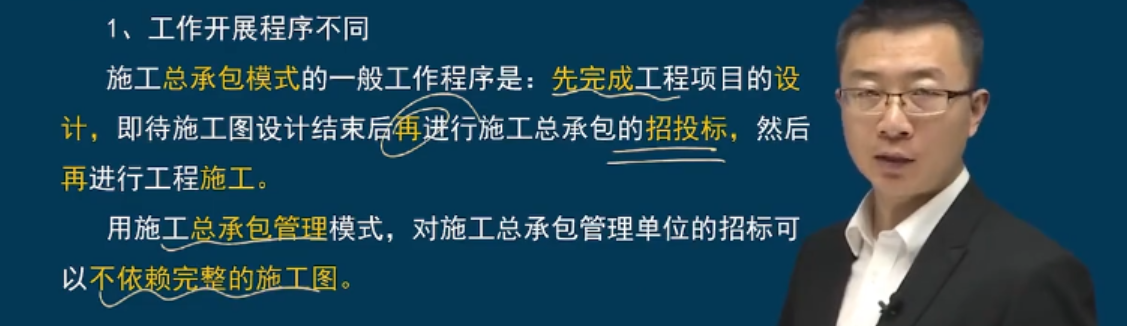 1、工作开展程序不同
施工总承包模式的一般工作程序是：先完成工程项目的设
计，即待施工图设计结束后再进行施工总承包的招投标，然后
再进行工程施工。
用施工总承包管理模式，对施工总承包管理单位的招标可
以不依赖完整的施工图。